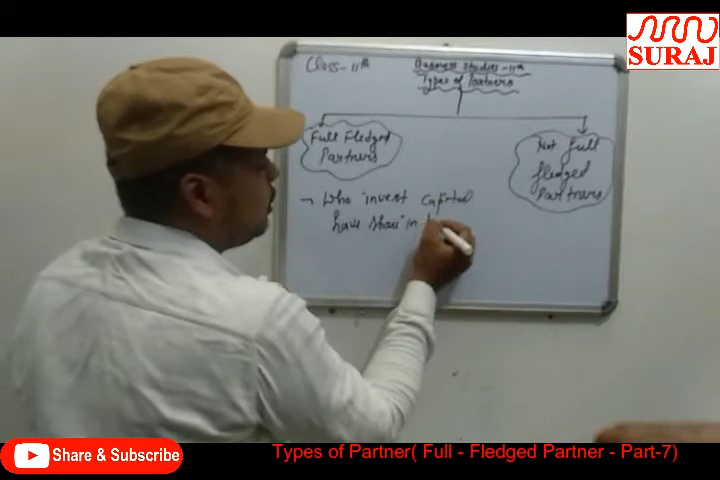 SURAJ
Class-11th
Business Studies-11th
Types of Partners
Full Fledged
Partners
Not Full
fledged
Partners
→ Who invest capital
have share in
Share & Subscribe
Types of Partner( Full - Fledged Partner - Part-7)